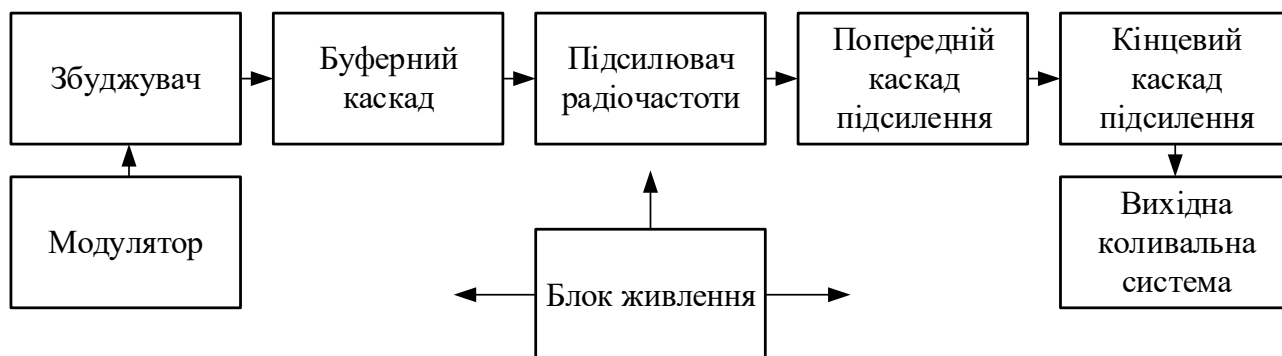 Збуджувач
Буферний
каскад
Підсилювач
радіочастоти
Попередній
каскад
підсилення
Кінцевий
каскад
підсилення
Модулятор
Блок живлення
Вихідна
коливальна
система